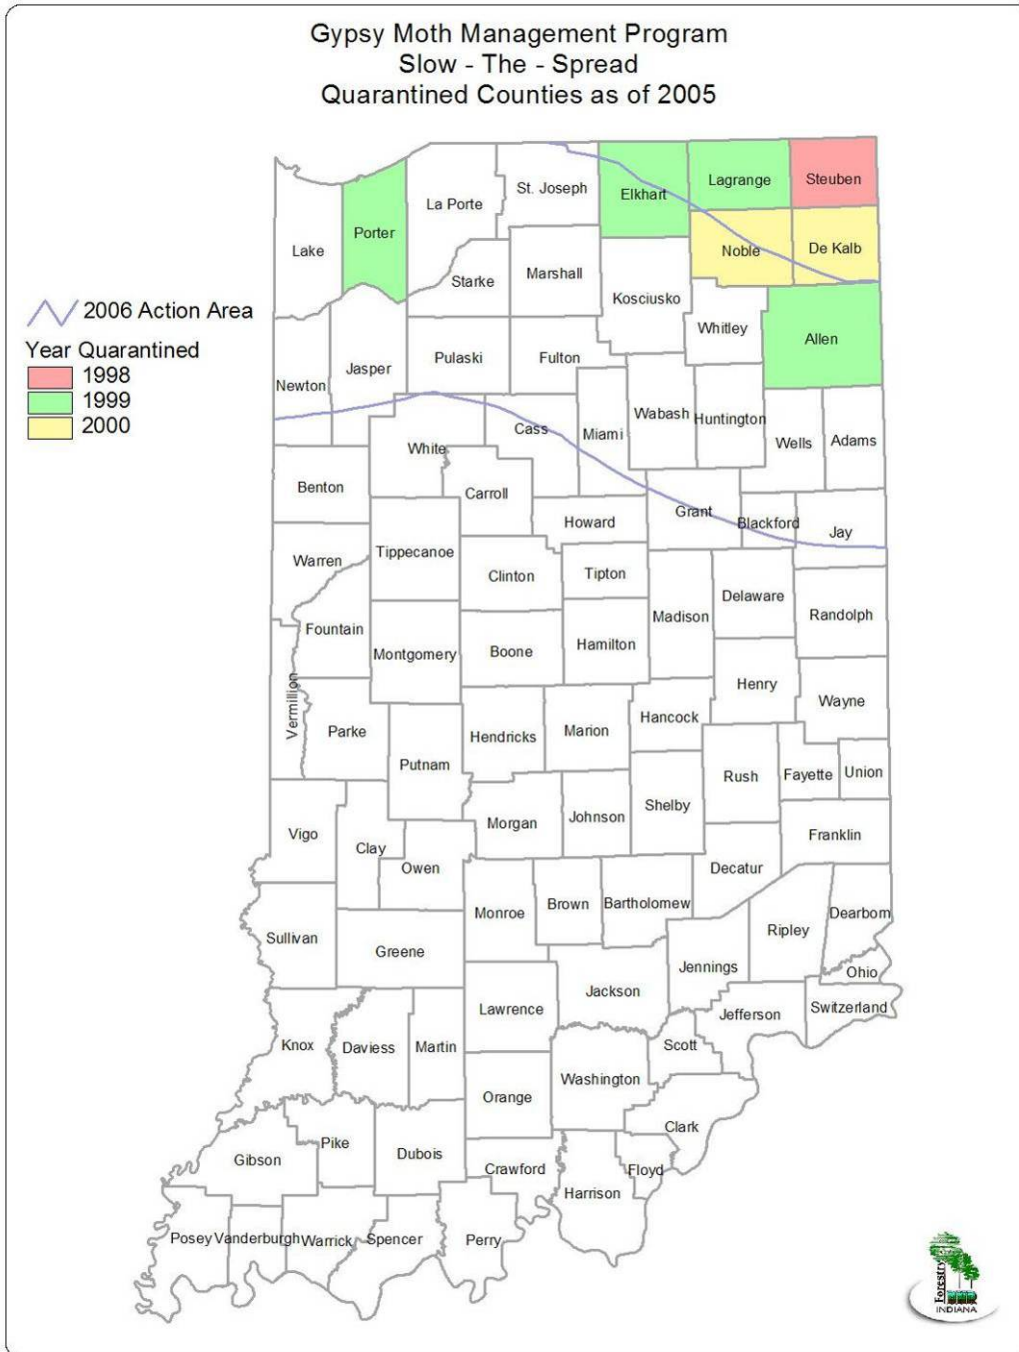 Gypsy Moth Management Program
Slow - The - Spread
Quarantined Counties as of 2005
2006 Action Area
Year Quarantined
1998
1999
2000
Lake
Porter
La Porte
St. Joseph
Elkhart
Lagrange
Steuben
Starke
Marshall
Noble
De Kalb
Kosciusko
Whitley
Allen
Newton
Jasper
Pulaski
Fulton
White
Cass
Miami
Wabash
Huntington
Wells
Adams
Benton
Carroll
Howard
Grant
Blackford
Jay
Warren
Tippecanoe
Clinton
Tipton
Madison
Delaware
Randolph
Fountain
Montgomery
Boone
Hamilton
Henry
Wayne
Vermillion
Parke
Putnam
Hendricks
Marion
Hancock
Rush
Fayette
Union
Vigo
Clay
Owen
Morgan
Johnson
Shelby
Decatur
Franklin
Sullivan
Greene
Monroe
Brown
Bartholomew
Jennings
Ripley
Dearborn
Ohio
Knox
Daviess
Martin
Lawrence
Jackson
Scott
Jefferson
Switzerland
Gibson
Pike
Dubois
Orange
Washington
Clark
Crawford
Harrison
Floyd
Posey
Vanderburgh
Warrick
Spencer
Perry
Forestry
DNR
INDIANA